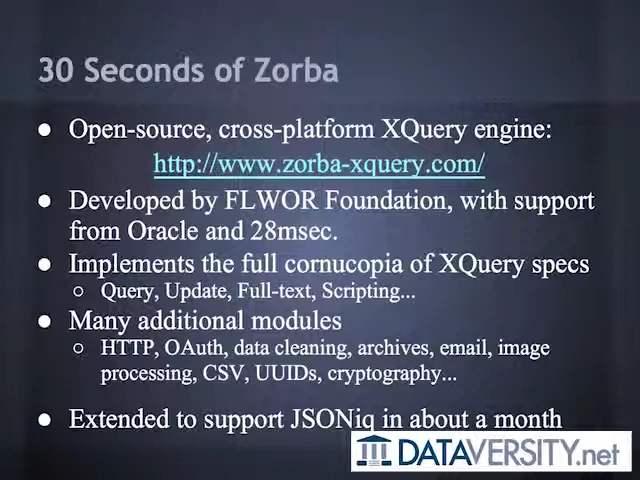 30 Seconds of Zorba
● Open-source, cross-platform XQuery engine:
http://www.zorba-xquery.com/
● Developed by FLWOR Foundation, with support
from Oracle and 28msec.
● Implements the full cornucopia of XQuery specs
○ Query, Update, Full-text, Scripting...
● Many additional modules
○ HTTP, OAuth, data cleaning, archives, email, image
processing, CSV, UUIDs, cryptography...
● Extended to support JSONiq in about a month
DATAVERSITY.net